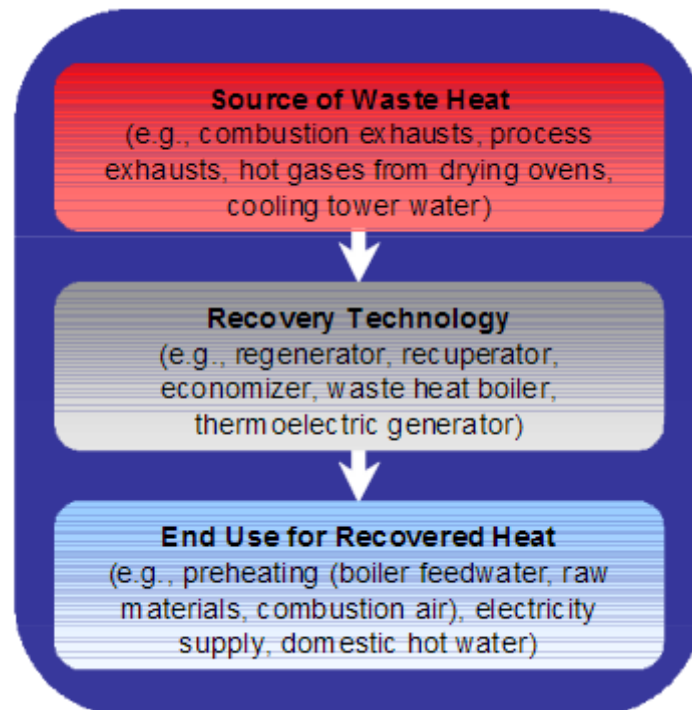 Source of Waste Heat
(e.g., combustion exhausts, process
exhausts, hot gases from drying ovens,
cooling tower water)
Recovery Technology
(e.g., regenerator, recuperator,
economizer, waste heat boiler,
thermoelectric generator)
End Use for Recovered Heat
(e.g., preheating (boiler feedwater, raw
materials, combustion air), electricity
supply, domestic hot water)